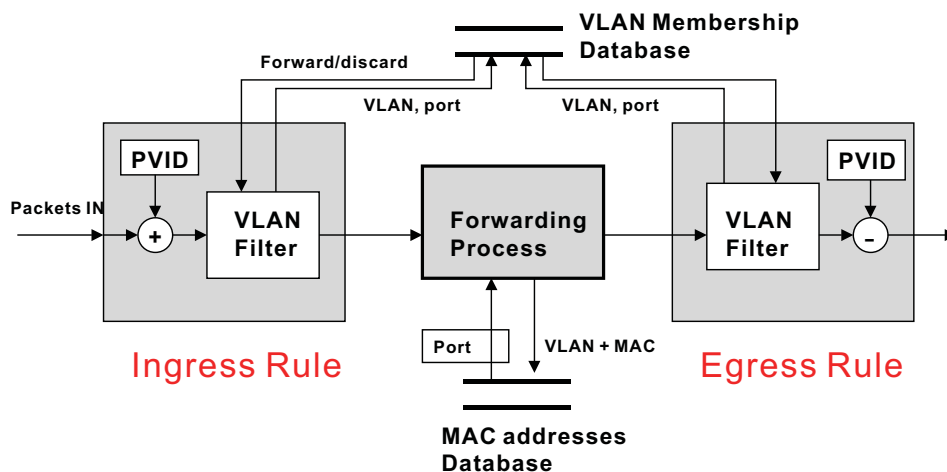 VLAN Membership
Database
Forward/discard
VLAN, port
VLAN, port
PVID
PVID
Packets IN
+
VLAN
Filter
Forwarding
Process
VLAN
Filter
-
Port
VLAN + MAC
Ingress Rule
Egress Rule
MAC addresses
Database